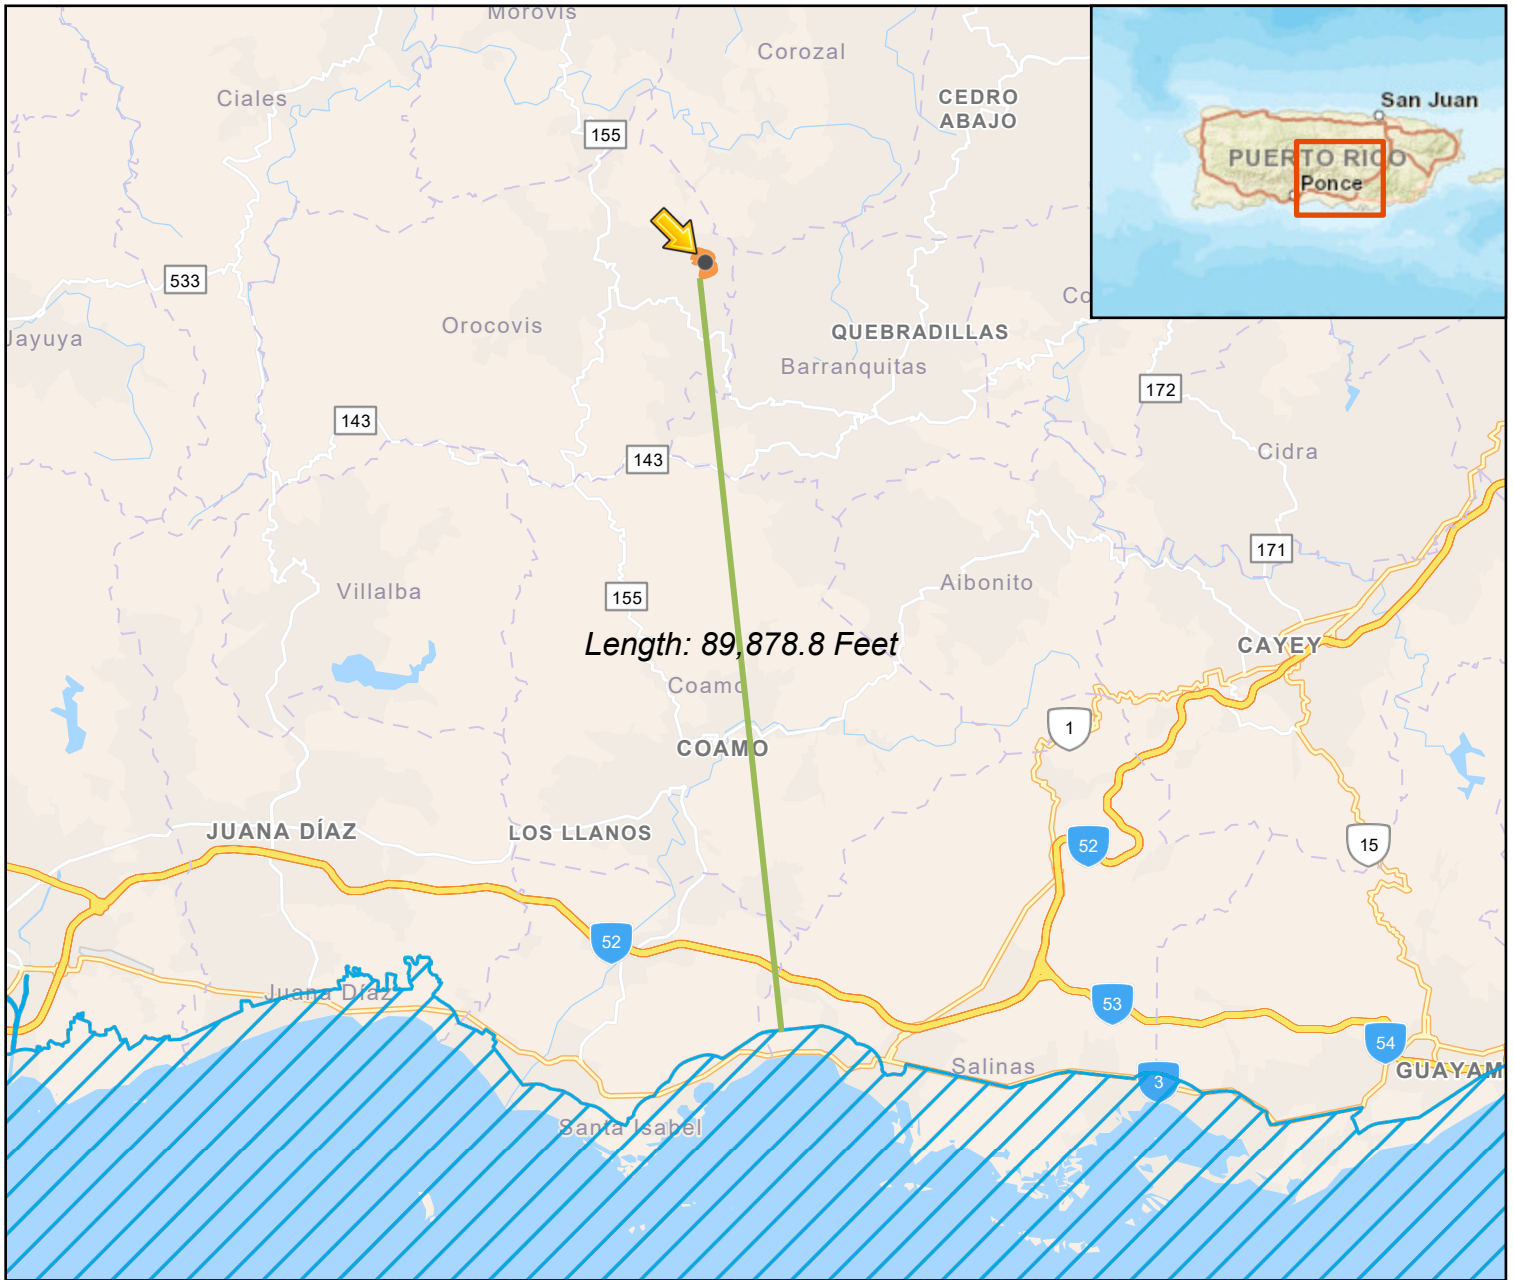 Morovis
Corozal
Ciales
CEDRO
ABAJO
San Juan
155
PUERTO RICO
Ponce
533
Co
Orocovis
QUEBRADILLAS
Jayuya
Barranquitas
172
143
143
Cidra
171
Villalba
155
Aibonito
Length: 89,878.8 Feet
CAYEY
Coamo
1
COAMO
JUANA DÍAZ
LOS LLANOS
52
15
52
Juana Díaz
53
54
Salinas
GUAYAM
3
Santa Isabel